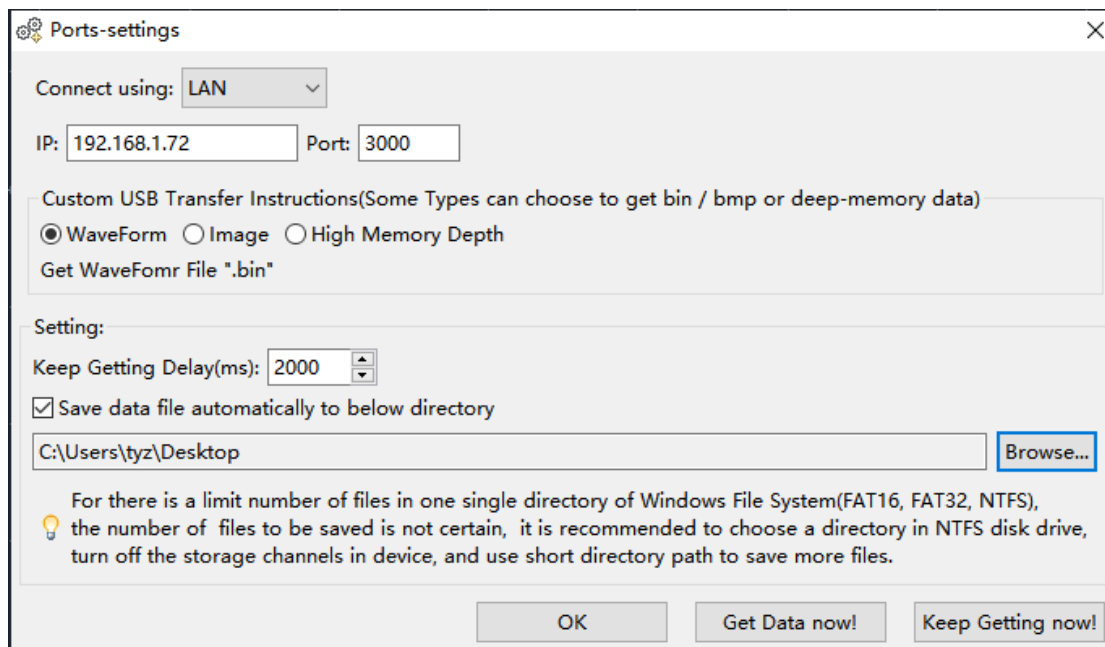 Ports-settings
Connect using: LAN
IP: 192.168.1.72 Port: 3000
Custom USB Transfer Instructions(Some Types can choose to get bin / bmp or deep-memory data)
WaveForm Image High Memory Depth
Get WaveFomr File ".bin"
Setting:
Keep Getting Delay(ms): 2000
Save data file automatically to below directory
C:\Users\tyz\Desktop Browse...
For there is a limit number of files in one single directory of Windows File System(FAT16, FAT32, NTFS),
the number of files to be saved is not certain, it is recommended to choose a directory in NTFS disk drive,
turn off the storage channels in device, and use short directory path to save more files.
OK Get Data now! Keep Getting now!